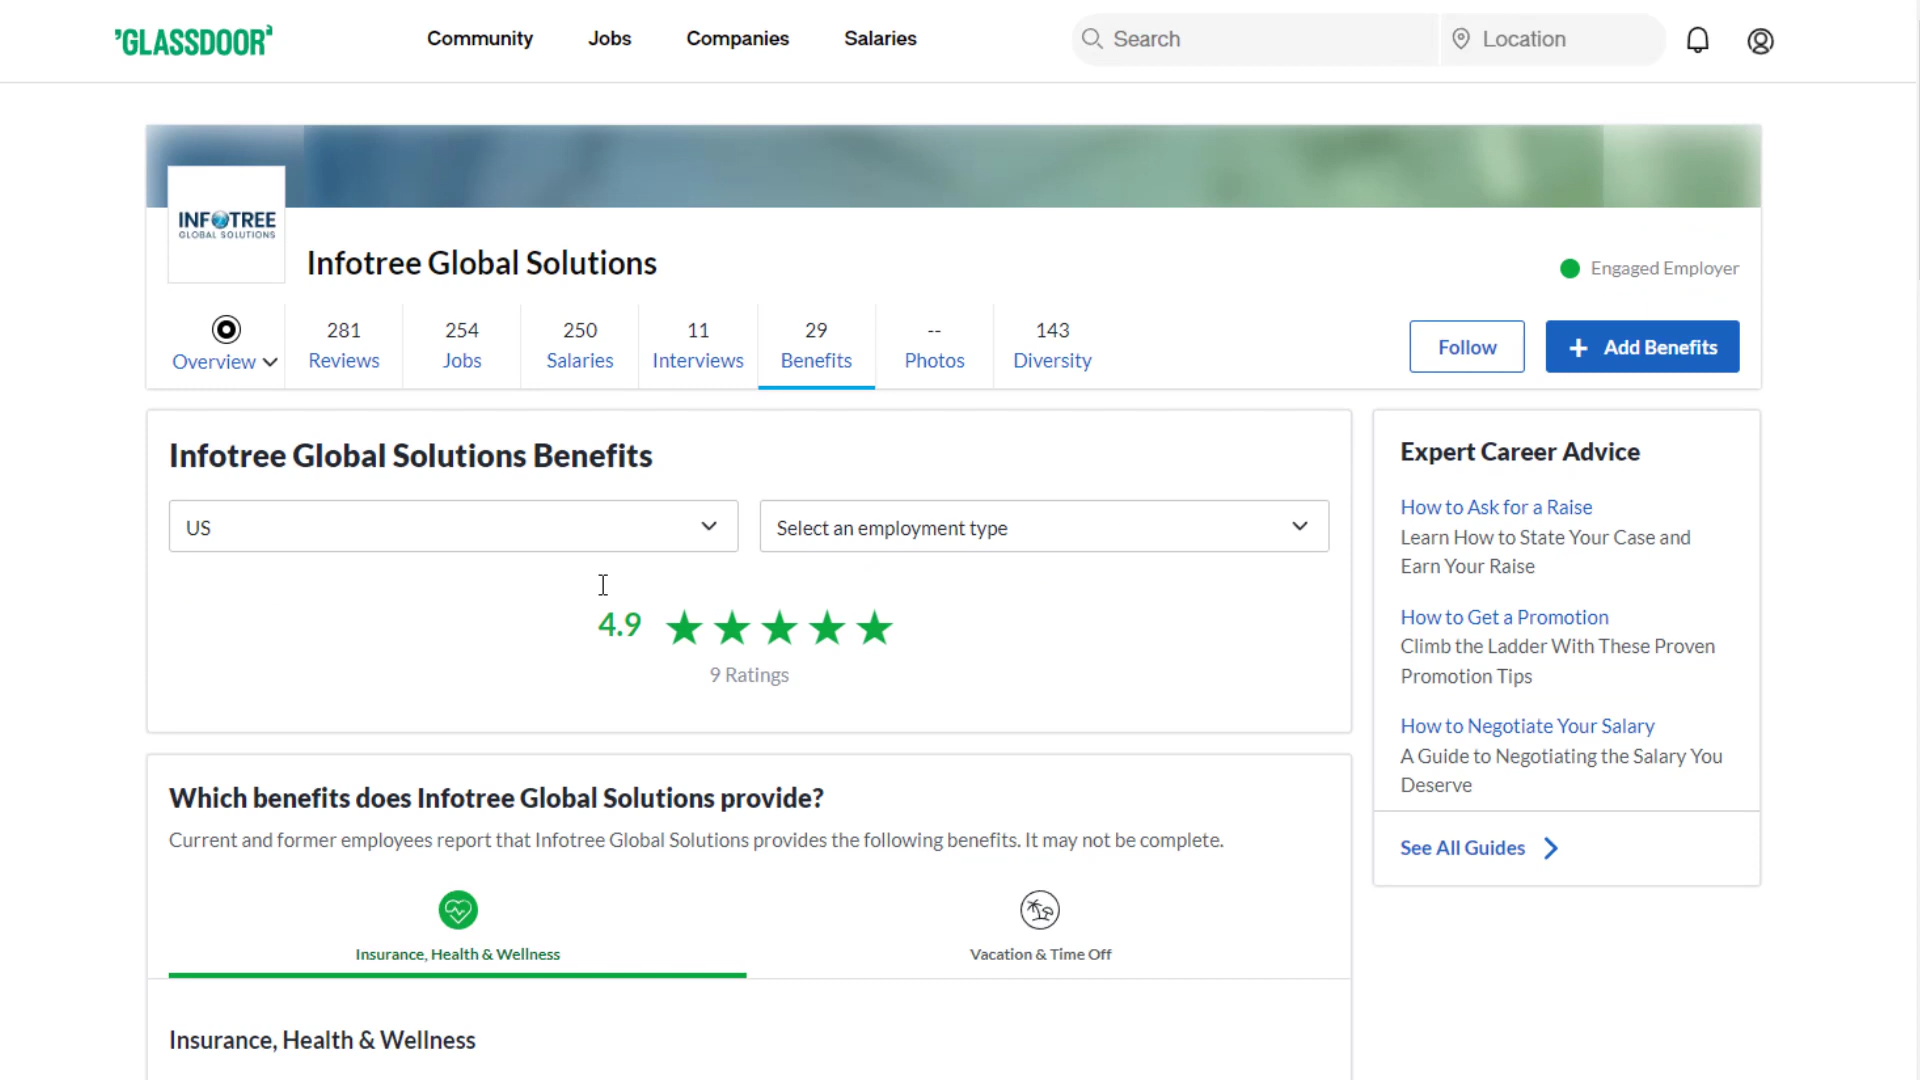 GLASSDOOR
Community
Jobs
Companies
Salaries
Search
Location
INFOTREE
GLOBAL SOLUTIONS
Infotree Global Solutions
Engaged Employer
Overview
281
Reviews
254
Jobs
250
Salaries
11
Interviews
29
Benefits
--
Photos
143
Diversity
Follow
+ Add Benefits
Infotree Global Solutions Benefits
US
Select an employment type
4.9
9 Ratings
Which benefits does Infotree Global Solutions provide?
Current and former employees report that Infotree Global Solutions provides the following benefits. It may not be complete.
Insurance, Health & Wellness
Vacation & Time Off
Insurance, Health & Wellness
Expert Career Advice
How to Ask for a Raise
Learn How to State Your Case and
Earn Your Raise
How to Get a Promotion
Climb the Ladder With These Proven
Promotion Tips
How to Negotiate Your Salary
A Guide to Negotiating the Salary You
Deserve
See All Guides